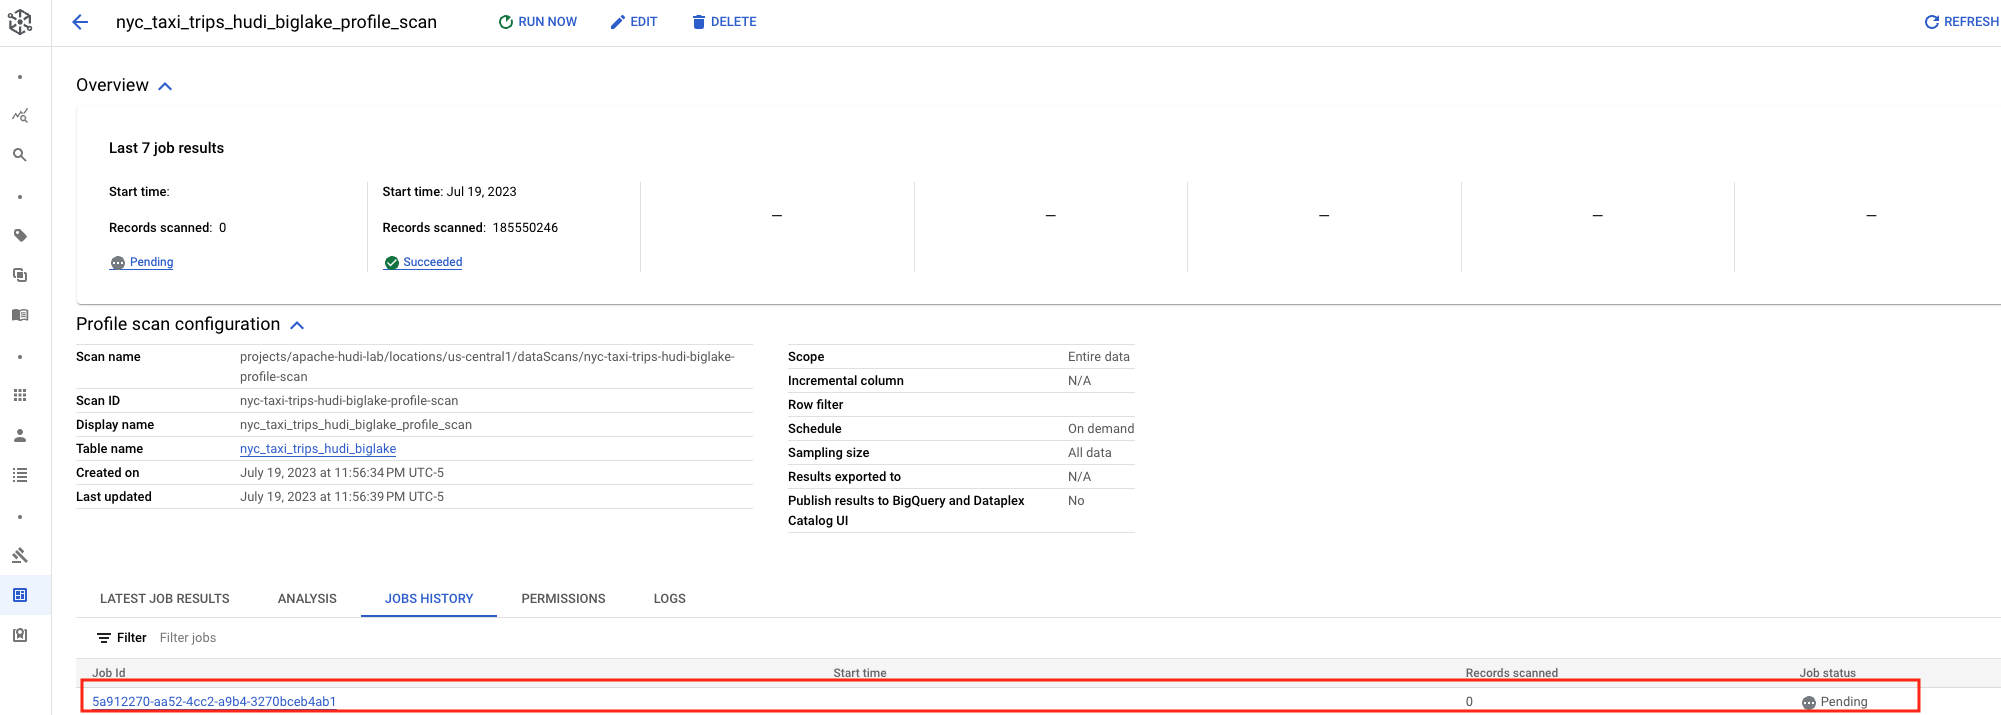 nyc_taxi_trips_hudi_biglake_profile_scan RUN NOW EDIT DELETE REFRESH
Overview
Last 7 job results
Start time: Start time: Jul 19, 2023
Records scanned: 0 Records scanned: 185550246
— — — — —
Pending Succeeded
Profile scan configuration
Scan name projects/apache-hudi-lab/locations/us-central1/dataScans/nyc-taxi-trips-hudi-biglake-
profile-scan
Scan ID nyc-taxi-trips-hudi-biglake-profile-scan
Display name nyc_taxi_trips_hudi_biglake_profile_scan
Table name nyc_taxi_trips_hudi_biglake
Created on July 19, 2023 at 11:56:34 PM UTC-5
Last updated July 19, 2023 at 11:56:39 PM UTC-5
Scope Entire data
Incremental column N/A
Row filter
Schedule On demand
Sampling size All data
Results exported to N/A
Publish results to BigQuery and Dataplex No
Catalog UI
LATEST JOB RESULTS ANALYSIS JOBS HISTORY PERMISSIONS LOGS
Filter Filter jobs
Job Id Start time Records scanned Job status
5a912270-aa52-4cc2-a9b4-3270bceb4ab1 0 Pending